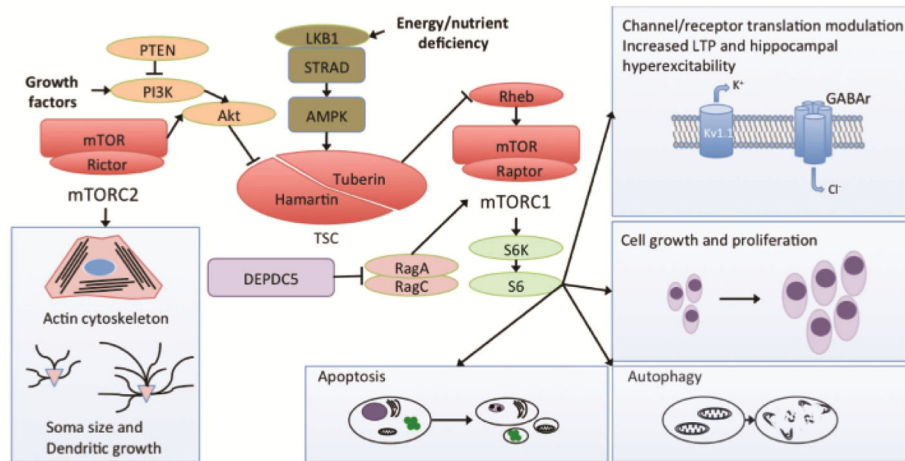 PTEN
Growth
factors
PI3K
Akt
mTOR
Rictor
mTORC2
LKB1
STRAD
AMPK
Energy/nutrient
deficiency
Tuberin
Hamartin
TSC
Rheb
mTOR
Raptor
mTORC1
S6K
S6
DEPDC5
RagA
RagC
Actin cytoskeleton
Soma size and
Dendritic growth
Channel/receptor translation modulation
Increased LTP and hippocampal
hyperexcitability
K⁺
Kv1.1
GABAr
Cl⁻
Cell growth and proliferation
Apoptosis
Autophagy